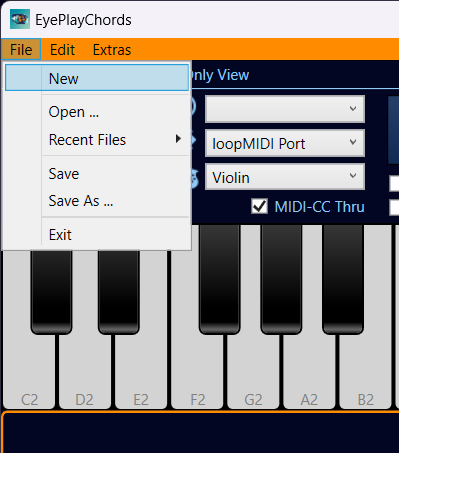 EyePlayChords
File Edit Extras
New
Only View
Open ...
Recent Files
loopMIDI Port
Save
Violin
Save As ...
MIDI-CC Thru
Exit
C2 D2 E2 F2 G2 A2 B2